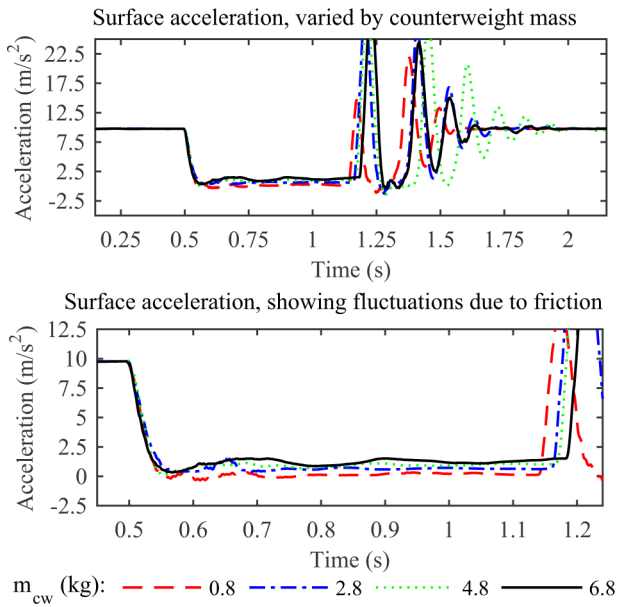 Surface acceleration, varied by counterweight mass
Acceleration (m/s²)
22.5
17.5
12.5
7.5
2.5
-2.5
0.25 0.5 0.75 1 1.25 1.5 1.75 2
Time (s)
Surface acceleration, showing fluctuations due to friction
Acceleration (m/s²)
12.5
10
7.5
5
2.5
0
-2.5
0.5 0.6 0.7 0.8 0.9 1 1.1 1.2
Time (s)
m_cw (kg): 0.8 2.8 4.8 6.8